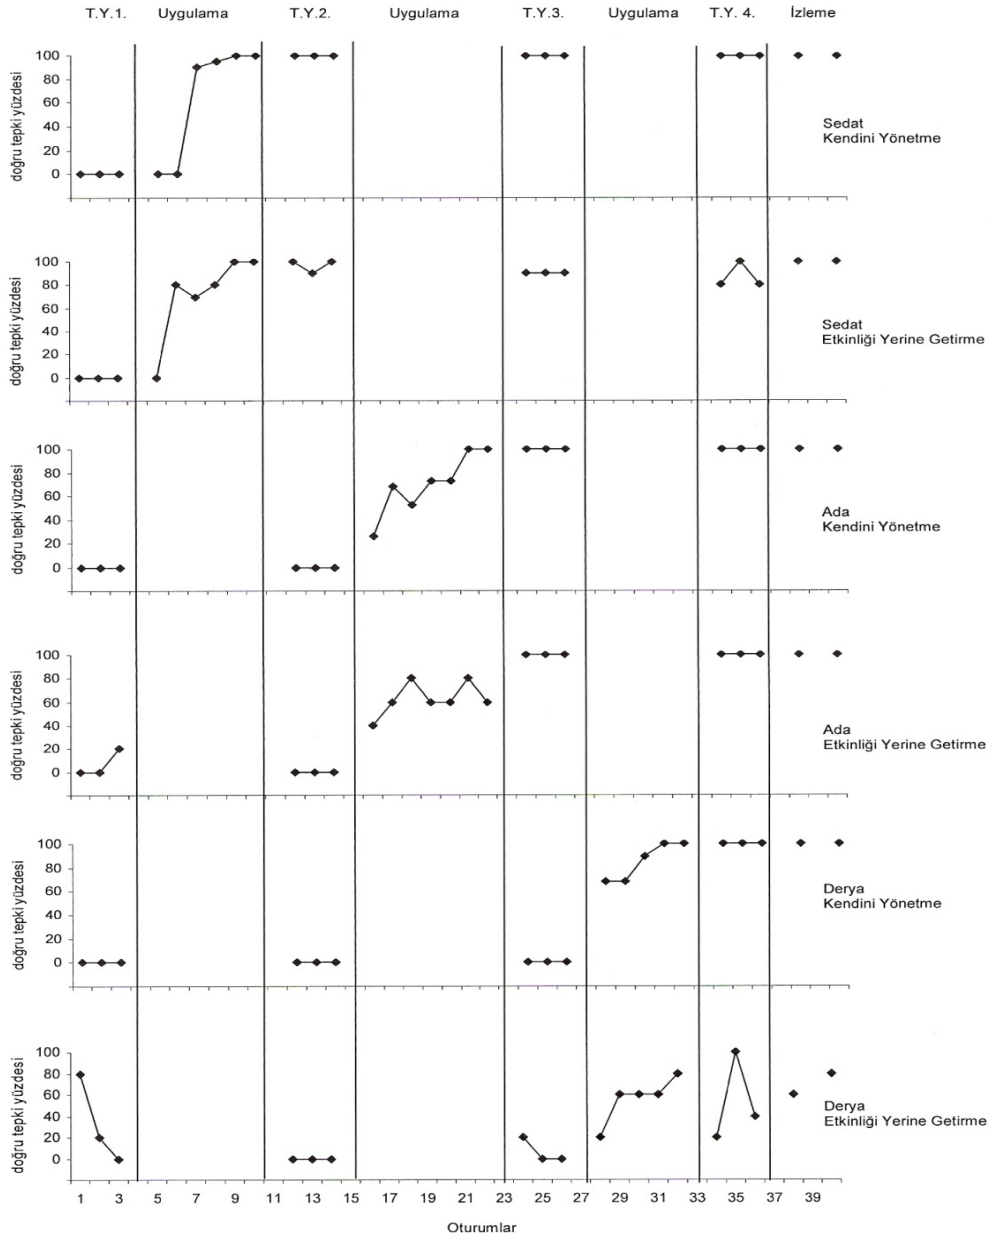 T.Y.1. Uygulama T.Y.2. Uygulama T.Y.3. Uygulama T.Y. 4. İzleme
doğru tepki yüzdesi
100
80
60
40
20
0
Sedat
Kendini Yönetme
doğru tepki yüzdesi
100
80
60
40
20
0
Sedat
Etkinliği Yerine Getirme
doğru tepki yüzdesi
100
80
60
40
20
0
Ada
Kendini Yönetme
doğru tepki yüzdesi
100
80
60
40
20
0
Ada
Etkinliği Yerine Getirme
doğru tepki yüzdesi
100
80
60
40
20
0
Derya
Kendini Yönetme
doğru tepki yüzdesi
100
80
60
40
20
0
Derya
Etkinliği Yerine Getirme
1 3 5 7 9 11 13 15 17 19 21 23 25 27 29 31 33 35 37 39
Oturumlar